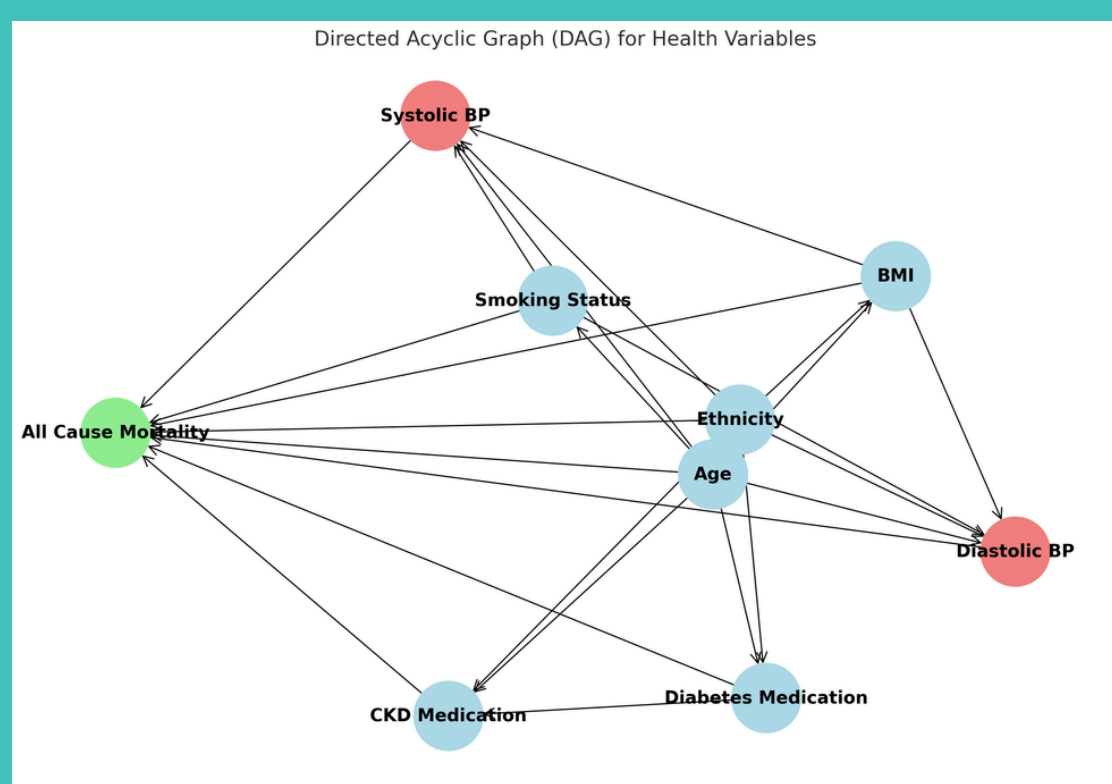 Directed Acyclic Graph (DAG) for Health Variables
Systolic BP
BMI
Smoking Status
Ethnicity
All Cause Mortality
Age
Diastolic BP
Diabetes Medication
CKD Medication